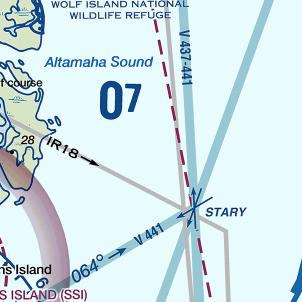 WOLF ISLAND NATIONAL
WILDLIFE REFUGE
Altamaha Sound
V 437-441
07
f course
28
IR18
STARY
V 441
064°
ns Island
S ISLAND (SSI)